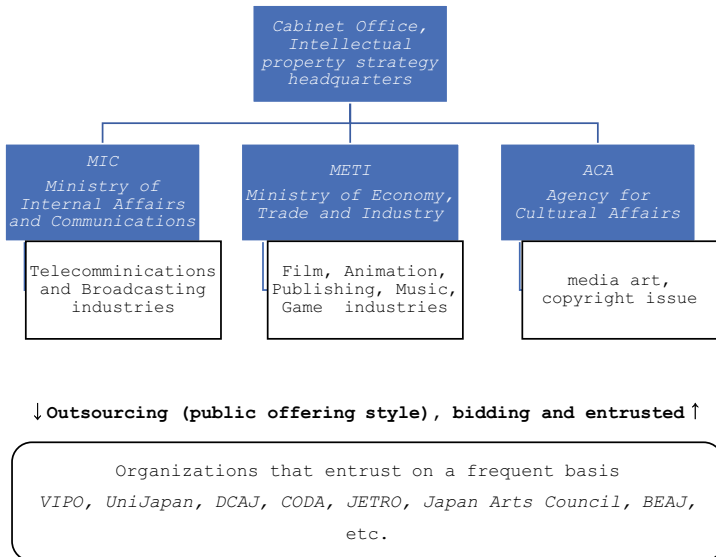 Cabinet Office,
Intellectual
property strategy
headquarters
MIC
Ministry of
Internal Affairs
and Communications
METI
Ministry of Economy,
Trade and Industry
ACA
Agency for
Cultural Affairs
Telecomminications
and Broadcasting
industries
Film, Animation,
Publishing, Music,
Game industries
media art,
copyright issue
↓Outsourcing (public offering style), bidding and entrusted↑
Organizations that entrust on a frequent basis
VIPO, UniJapan, DCAJ, CODA, JETRO, Japan Arts Council, BEAJ,
etc.